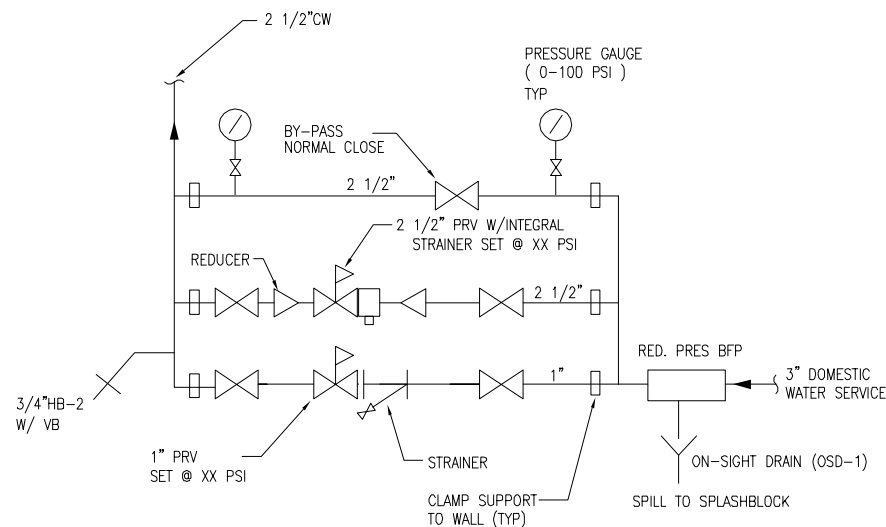 2 1/2"CW
PRESSURE GAUGE
( 0-100 PSI )
TYP
BY-PASS
NORMAL CLOSE
2 1/2"
2 1/2" PRV W/INTEGRAL
STRAINER SET @ XX PSI
REDUCER
2 1/2"
RED. PRES BFP
1"
3" DOMESTIC
WATER SERVICE
3/4"HB-2
W/ VB
1" PRV
SET @ XX PSI
STRAINER
ON-SIGHT DRAIN (OSD-1)
CLAMP SUPPORT
TO WALL (TYP)
SPILL TO SPLASHBLOCK